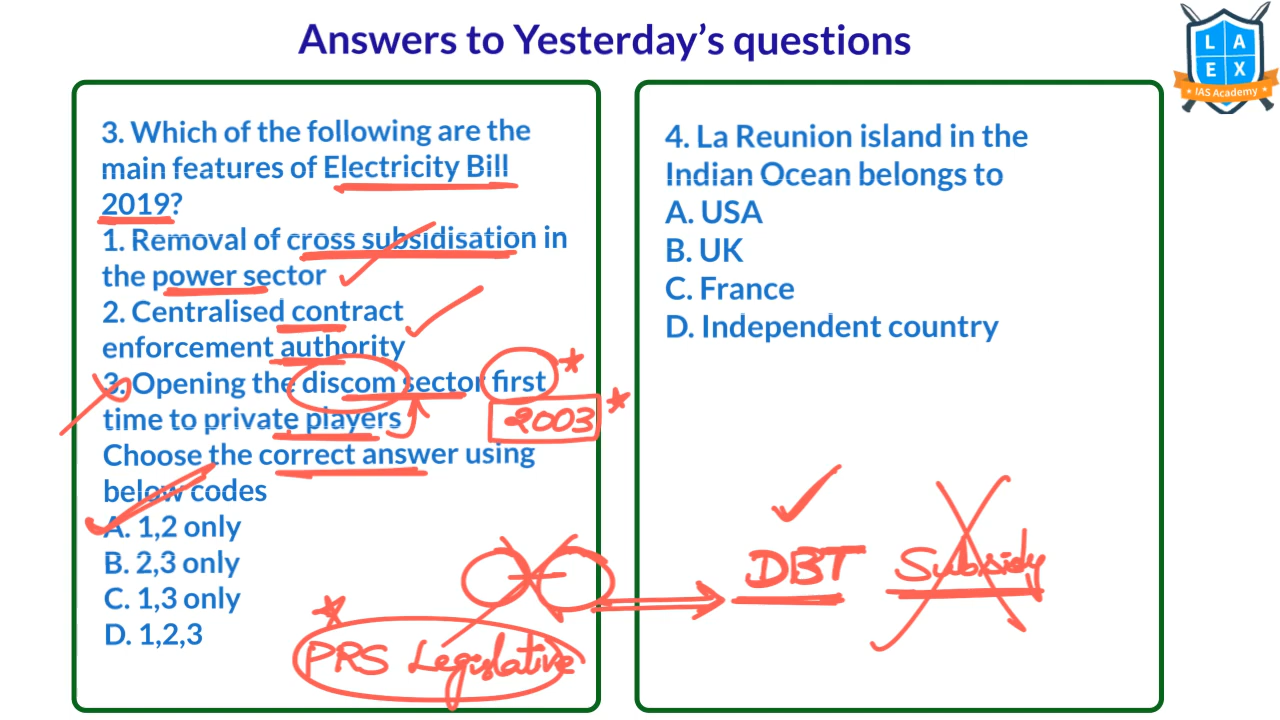 Answers to Yesterday's questions
L A
E X
IAS Academy
3. Which of the following are the
main features of Electricity Bill
2019?
1. Removal of cross subsidisation in
the power sector
2. Centralised contract
enforcement authority
3. Opening the discom sector first
time to private players
2003
Choose the correct answer using
below codes
A. 1,2 only
B. 2,3 only
C. 1,3 only
D. 1,2,3
PRS Legislative
4. La Reunion island in the
Indian Ocean belongs to
A. USA
B. UK
C. France
D. Independent country
DBT Subsidy